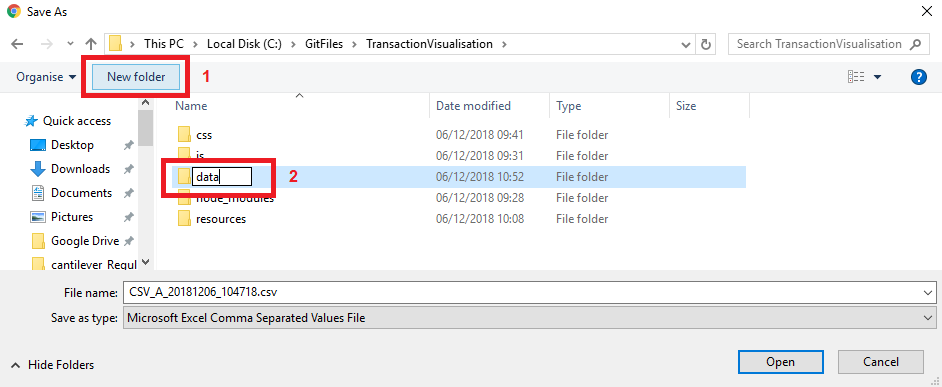 Save As
This PC > Local Disk (C:) > GitFiles > TransactionVisualisation >
Search TransactionVisualisation
Organise New folder 1
?
Name Date modified Type Size
Quick access
Desktop
Downloads
Documents
Pictures
Google Drive
cantilever_Regul
css 06/12/2018 09:41 File folder
js 06/12/2018 09:31 File folder
data 06/12/2018 10:52 File folder 2
node_modules 06/12/2018 09:28 File folder
resources 06/12/2018 10:08 File folder
File name: CSV_A_20181206_104718.csv
Save as type: Microsoft Excel Comma Separated Values File
Hide Folders Open Cancel